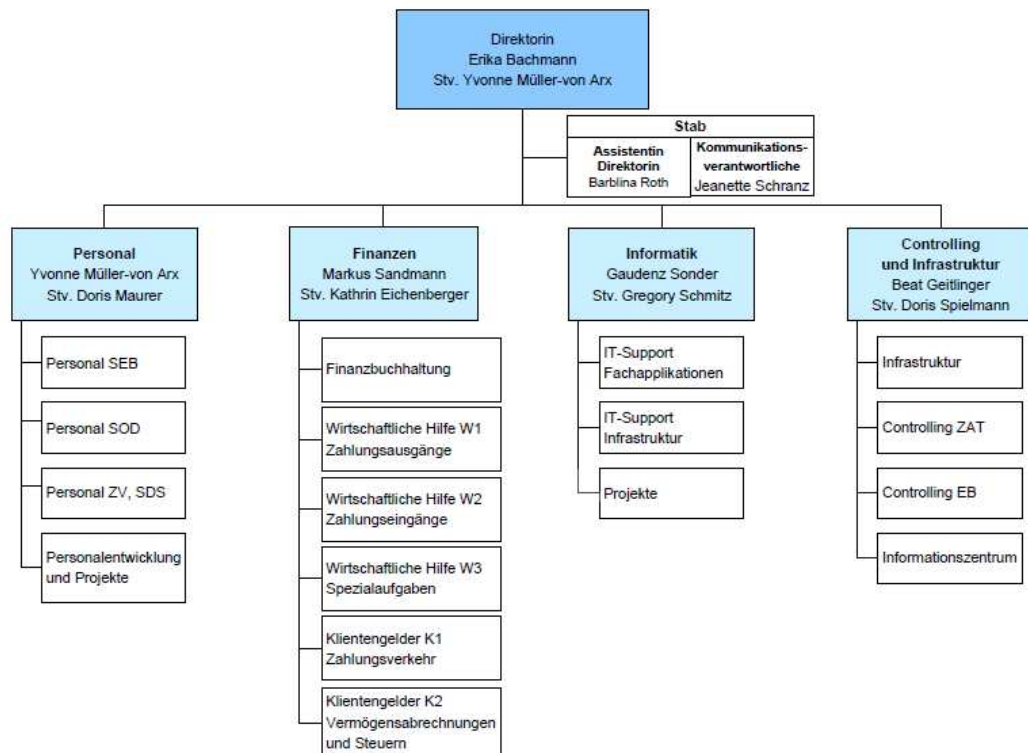 Direktorin
Erika Bachmann
Stv. Yvonne Müller-von Arx
Stab
Assistentin
Direktorin
Barblina Roth
Kommunikations-
verantwortliche
Jeanette Schranz
Personal
Yvonne Müller-von Arx
Stv. Doris Maurer
Personal SEB
Personal SOD
Personal ZV, SDS
Personalentwicklung
und Projekte
Finanzen
Markus Sandmann
Stv. Kathrin Eichenberger
Finanzbuchhaltung
Wirtschaftliche Hilfe W1
Zahlungsausgänge
Wirtschaftliche Hilfe W2
Zahlungseingänge
Wirtschaftliche Hilfe W3
Spezialaufgaben
Klientengelder K1
Zahlungsverkehr
Klientengelder K2
Vermögensabrechnungen
und Steuern
Informatik
Gaudenz Sonder
Stv. Gregory Schmitz
IT-Support
Fachapplikationen
IT-Support
Infrastruktur
Projekte
Controlling
und Infrastruktur
Beat Geitlinger
Stv. Doris Spielmann
Infrastruktur
Controlling ZAT
Controlling EB
Informationszentrum